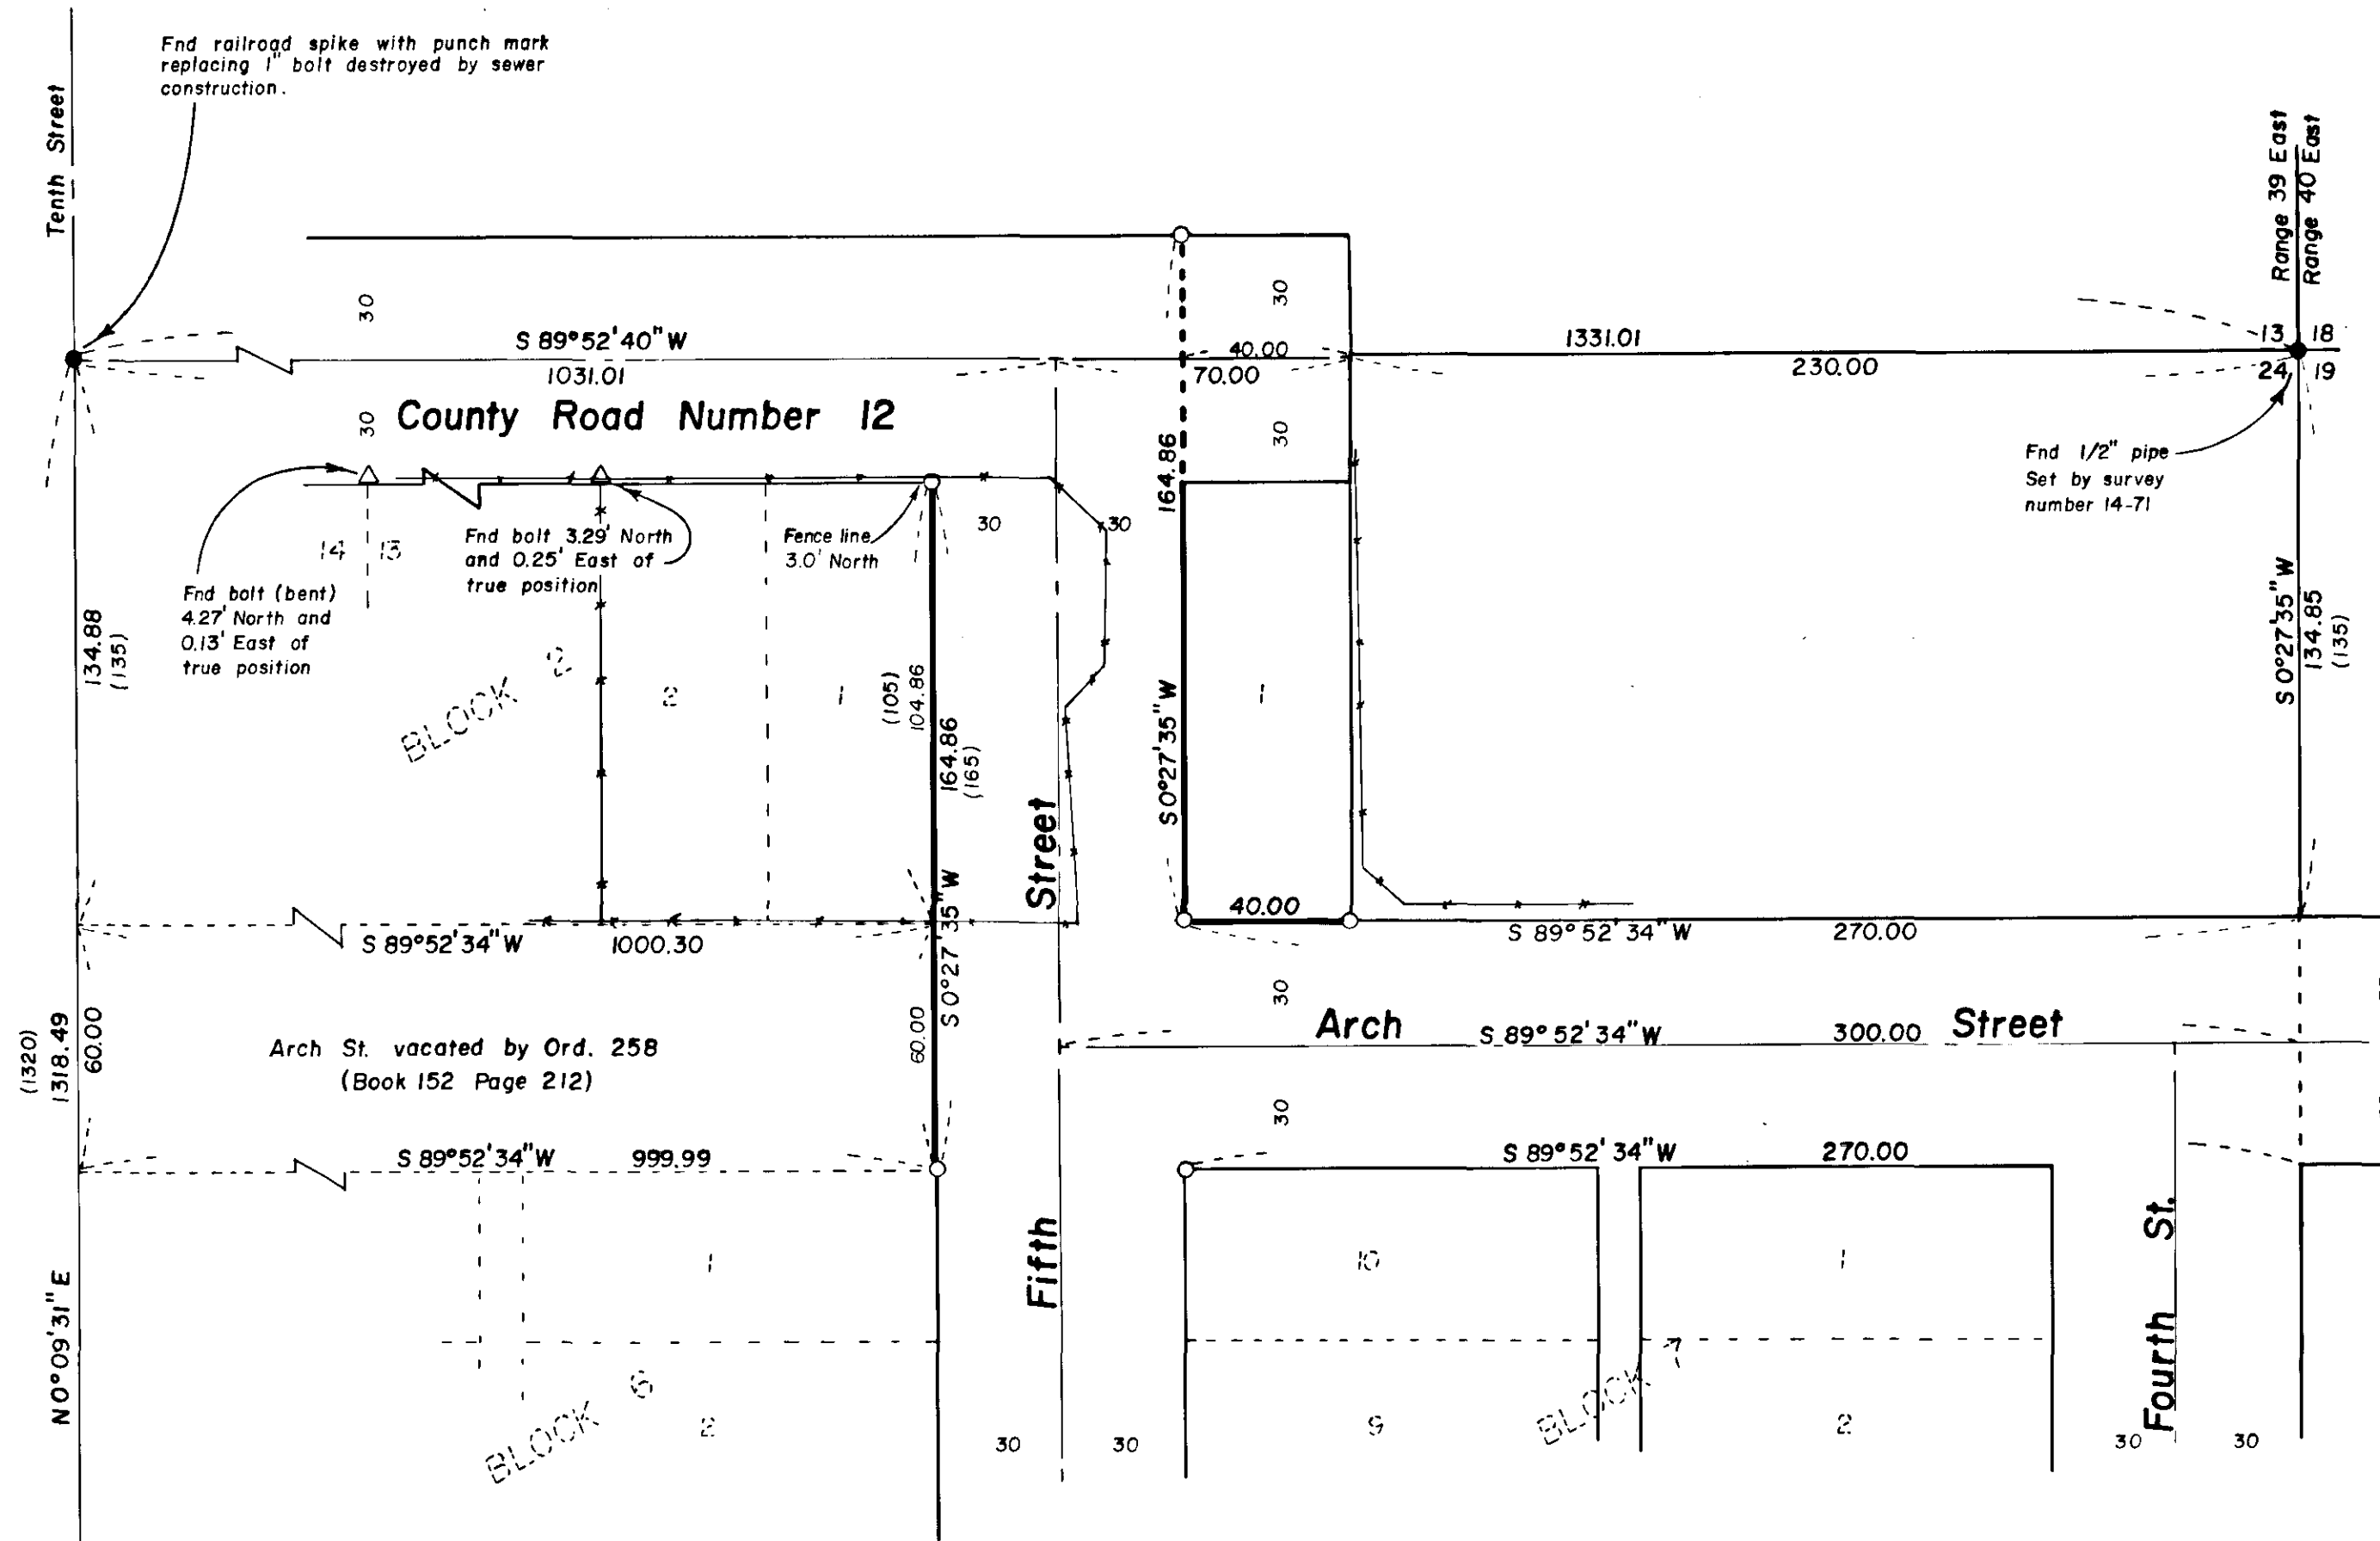 Fnd railroad spike with punch mark
replacing 1" bolt destroyed by sewer
construction.
Tenth Street
Range 39 East
Range 40 East
30
30
S 89°52'40" W
1031.01
40.00
70.00
1331.01
230.00
13 18
24 19
30
County Road Number 12
30
164.86
Fnd 1/2" pipe
Set by survey
number 14-71
14 13
Fnd bolt 3.29' North
and 0.25' East of
true position
Fence line
3.0' North
30
30
Fnd bolt (bent)
4.27' North and
0.13' East of
true position
134.88
(135)
BLOCK 2
2
1
(105)
104.86
164.86
(165)
S 0°27'35" W
1
S 0°27'35" W
134.85
(135)
S 0°27'35" W
Street
40.00
S 89°52'34" W
1000.30
S 89°52'34" W
270.00
30
(1320)
1318.49
60.00
Arch St. vacated by Ord. 258
(Book 152 Page 212)
60.00
Arch S 89°52'34" W 300.00 Street
30
S 89°52'34" W
999.99
S 89°52'34" W
270.00
N 0°09'31" E
1
Fifth
10
1
Fourth St.
BLOCK 6
2
BLOCK 7
9
2
30
30
30
30